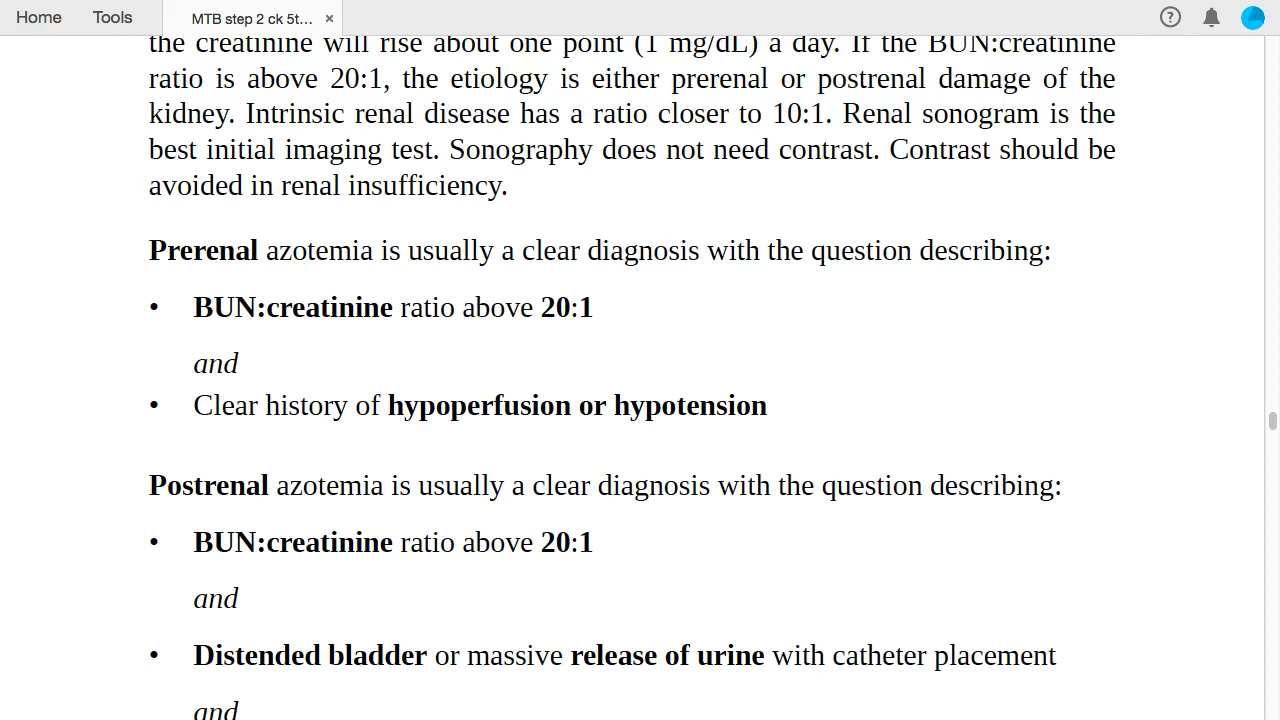 Home Tools MTB step 2 ck 5t... ×
the creatinine will rise about one point (1 mg/dL) a day. If the BUN:creatinine
ratio is above 20:1, the etiology is either prerenal or postrenal damage of the
kidney. Intrinsic renal disease has a ratio closer to 10:1. Renal sonogram is the
best initial imaging test. Sonography does not need contrast. Contrast should be
avoided in renal insufficiency.
Prerenal azotemia is usually a clear diagnosis with the question describing:
• BUN:creatinine ratio above 20:1
and
• Clear history of hypoperfusion or hypotension
Postrenal azotemia is usually a clear diagnosis with the question describing:
• BUN:creatinine ratio above 20:1
and
• Distended bladder or massive release of urine with catheter placement
and